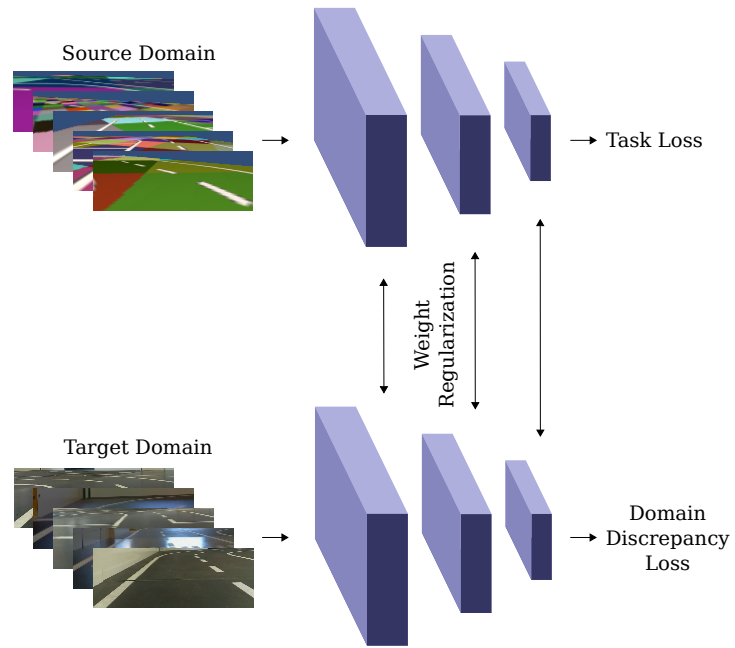 Source Domain
Task Loss
Weight
Regularization
Target Domain
Domain
Discrepancy
Loss